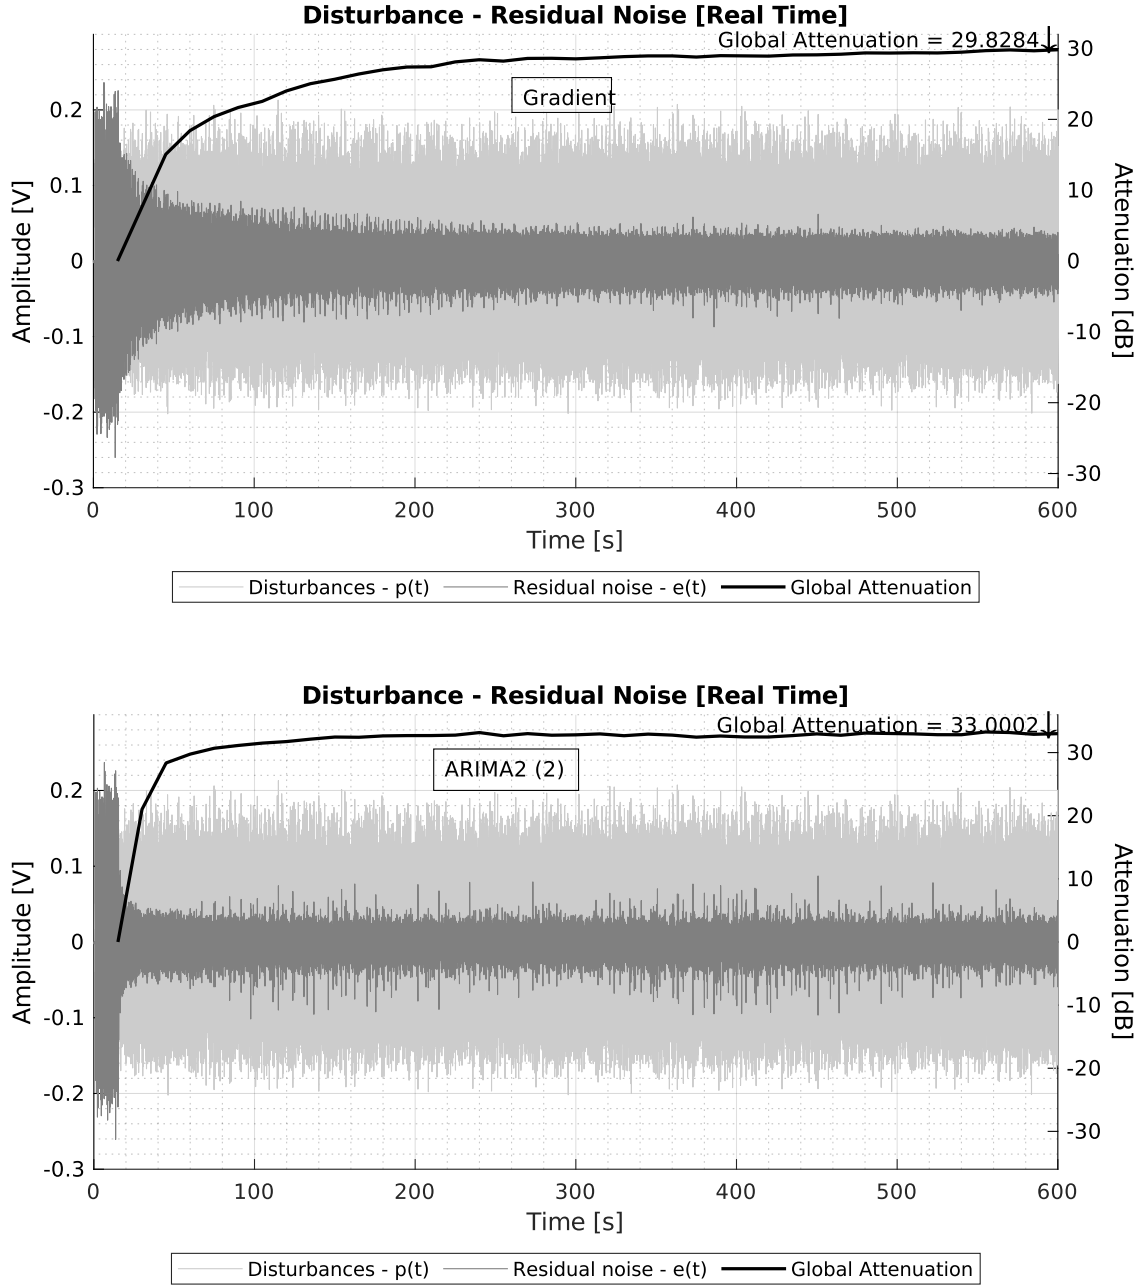 Disturbance - Residual Noise [Real Time]
Global Attenuation = 29.8284
Gradient
0.2
0.1
0
-0.1
-0.2
-0.3
Amplitude [V]
30
20
10
0
-10
-20
-30
Attenuation [dB]
0 100 200 300 400 500 600
Time [s]
Disturbances - p(t) Residual noise - e(t) Global Attenuation
Disturbance - Residual Noise [Real Time]
Global Attenuation = 33.0002
ARIMA2 (2)
0.2
0.1
0
-0.1
-0.2
-0.3
Amplitude [V]
30
20
10
0
-10
-20
-30
Attenuation [dB]
0 100 200 300 400 500 600
Time [s]
Disturbances - p(t) Residual noise - e(t) Global Attenuation